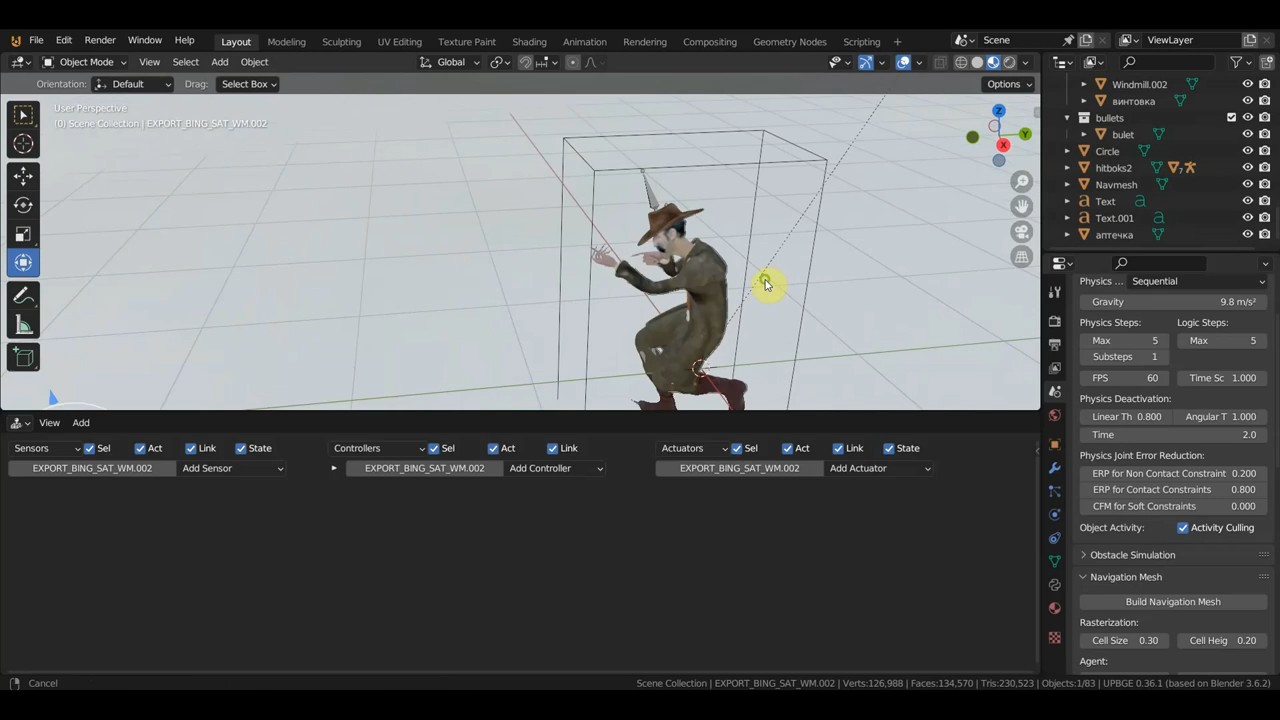 File Edit Render Window Help Layout Modeling Sculpting UV Editing Texture Paint Shading Animation Rendering Compositing Geometry Nodes Scripting + Scene ViewLayer
Object Mode View Select Add Object Global
Orientation: Default Drag: Select Box Options
User Perspective
(0) Scene Collection | EXPORT_BING_SAT_WM.002
Z
Y
X
Windmill.002
винтовка
bullets
bulet
Circle
hitboks2 7
Navmesh
Text
Text.001
аптечка
Physics ... Sequential
Gravity 9.8 m/s²
Physics Steps: Logic Steps:
Max 5 Max 5
Substeps 1
FPS 60 Time Sc 1.000
Physics Deactivation:
Linear Th 0.800 Angular T 1.000
Time 2.0
Physics Joint Error Reduction:
ERP for Non Contact Constraint 0.200
ERP for Contact Constraints 0.800
CFM for Soft Constraints 0.000
Object Activity: Activity Culling
Obstacle Simulation
Navigation Mesh
Build Navigation Mesh
Rasterization:
Cell Size 0.30 Cell Heig 0.20
Agent:
View Add
Sensors Sel Act Link State Controllers Sel Act Link Actuators Sel Act Link State
EXPORT_BING_SAT_WM.002 Add Sensor EXPORT_BING_SAT_WM.002 Add Controller EXPORT_BING_SAT_WM.002 Add Actuator
Cancel Scene Collection | EXPORT_BING_SAT_WM.002 | Verts:126,988 | Faces:134,570 | Tris:230,523 | Objects:1/83 | UPBGE 0.36.1 (based on Blender 3.6.2)